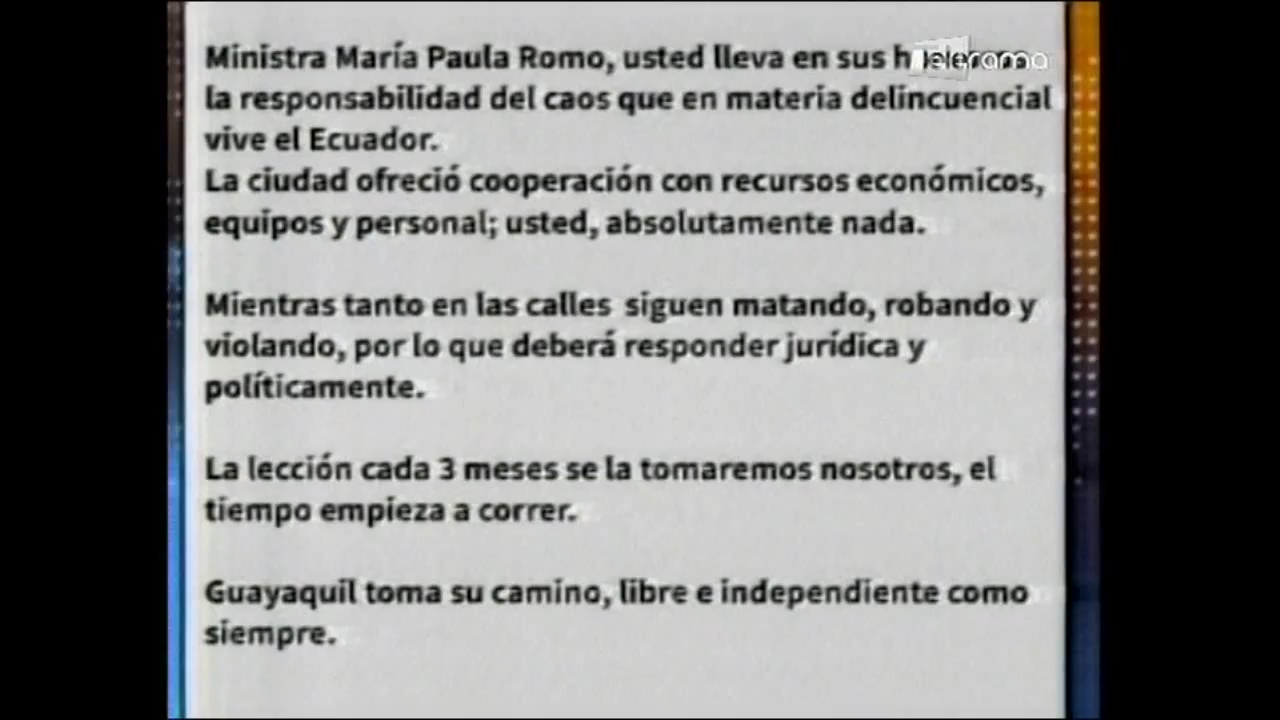 Ministra María Paula Romo, usted lleva en sus
telerama
la responsabilidad del caos que en materia delincuencial
vive el Ecuador.
La ciudad ofreció cooperación con recursos económicos,
equipos y personal; usted, absolutamente nada.
Mientras tanto en las calles siguen matando, robando y
violando, por lo que deberá responder jurídica y
políticamente.
La lección cada 3 meses se la tomaremos nosotros, el
tiempo empieza a correr.
Guayaquil toma su camino, libre e independiente como
siempre.